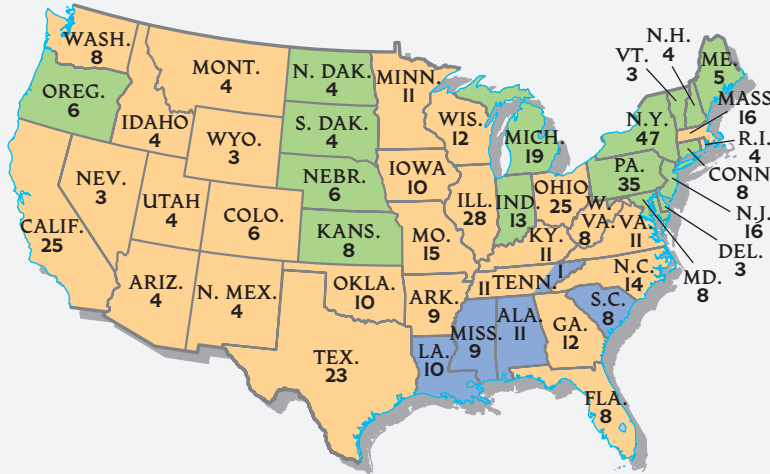 WASH.
8
OREG.
6
CALIF.
25
NEV.
3
IDAHO
4
MONT.
4
WYO.
3
UTAH
4
COLO.
6
ARIZ.
4
N. MEX.
4
N. DAK.
4
S. DAK.
4
NEBR.
6
KANS.
8
OKLA.
10
TEX.
23
MINN.
11
IOWA
10
MO.
15
ARK.
9
LA.
10
WIS.
12
ILL.
28
MICH.
19
IND.
13
OHIO
25
KY.
11
11 TENN. 1
MISS.
9
ALA.
11
GA.
12
FLA.
8
S.C.
8
N.C.
14
W.
VA.
8
VA.
11
PA.
35
N.Y.
47
VT.
3
N.H.
4
ME.
5
MASS
16
R.I.
4
CONN
8
N.J.
16
DEL.
3
MD.
8